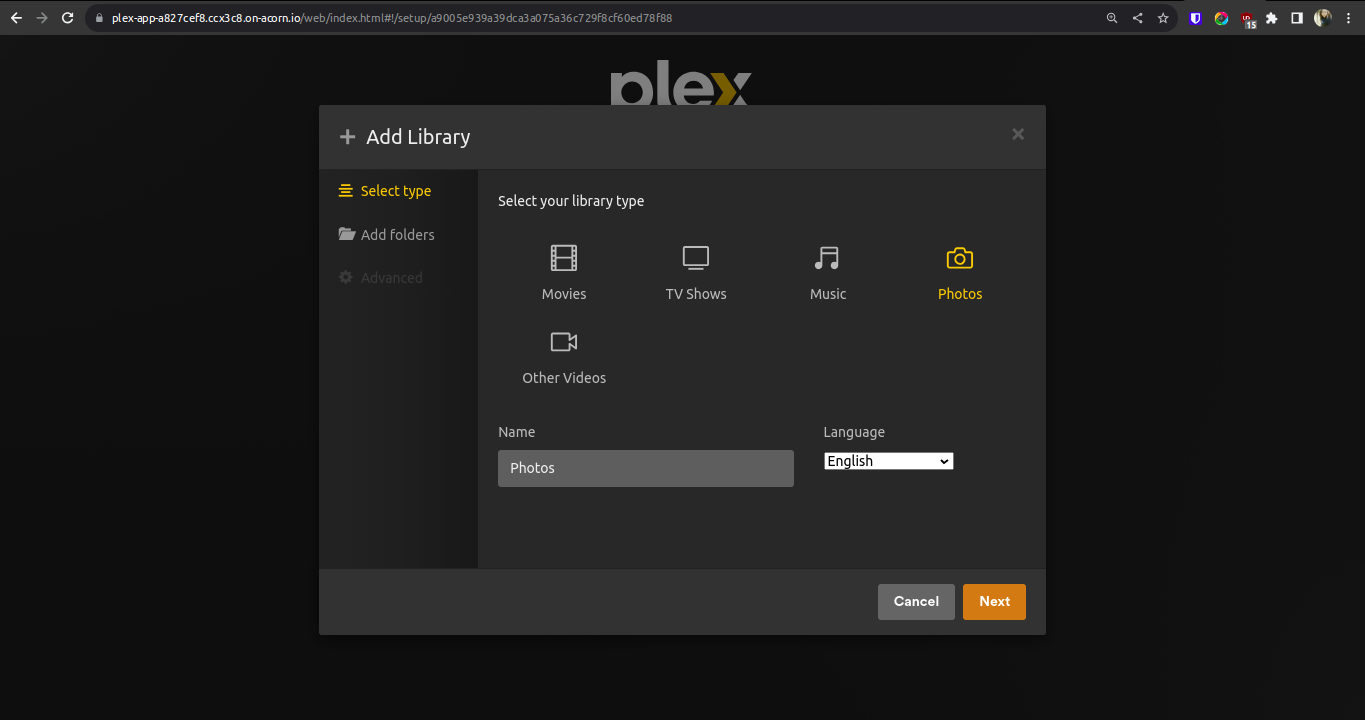 plex-app-a827cef8.ccx3c8.on-acorn.io/web/index.html#!/setup/a9005e939a39dca3a075a36c729f8cf60ed78f88
15
plex
Add Library
Select type
Add folders
Advanced
Select your library type
Movies
TV Shows
Music
Photos
Other Videos
Name
Language
Photos
English
Cancel
Next